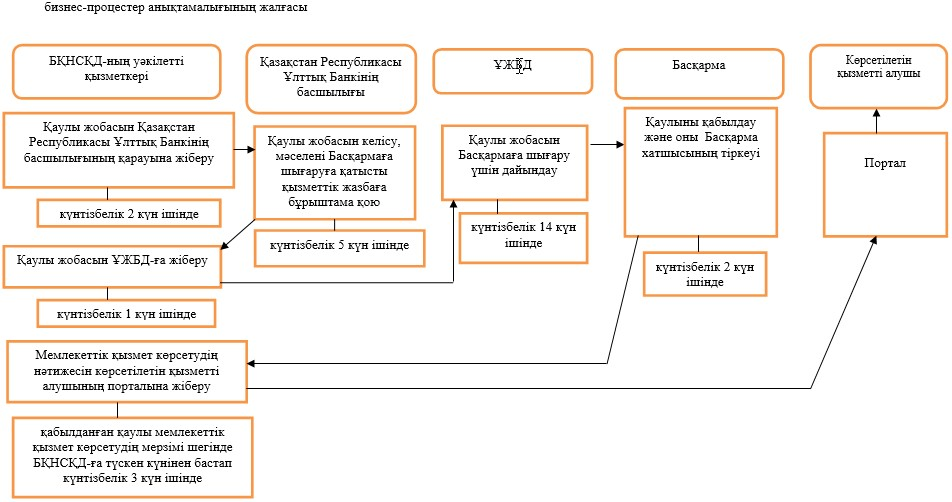 бизнес-процестер анықтамалығының жалғасы
БҚНСҚД-ның уәкілетті
қызметкері
Қазақстан Республикасы
Ұлттық Банкінің
басшылығы
ҰЖБД
Басқарма
Көрсетілетін
қызметті алушы
Қаулы жобасын Қазақстан
Республикасы Ұлттық Банкінің
басшылығының қарауына жіберу
күнтізбелік 2 күн ішінде
Қаулы жобасын келісу,
мәселені Басқармаға
шығаруға қатысты
қызметтік жазбаға
бұрыштама қою
күнтізбелік 5 күн ішінде
Қаулы жобасын
Басқармаға шығару
үшін дайындау
күнтізбелік 14 күн
ішінде
Қаулыны қабылдау
және оны Басқарма
хатшысының тіркеуі
күнтізбелік 2 күн
ішінде
Портал
Қаулы жобасын ҰЖБД-ға жіберу
күнтізбелік 1 күн ішінде
Мемлекеттік қызмет көрсетудің
нәтижесін көрсетілетін қызметті
алушының порталына жіберу
қабылданған қаулы мемлекеттік
қызмет көрсетудің мерзімі шегінде
БҚНСҚД-ға түскен күнінен бастап
күнтізбелік 3 күн ішінде